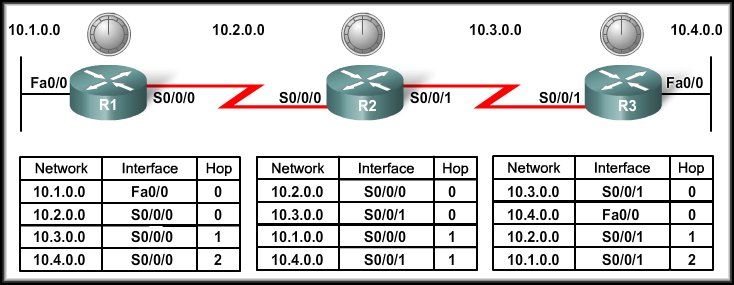 10.1.0.0 10.2.0.0 10.3.0.0 10.4.0.0
Fa0/0 R1 S0/0/0 S0/0/0 R2 S0/0/1 S0/0/1 R3 Fa0/0
Network Interface Hop
10.1.0.0 Fa0/0 0
10.2.0.0 S0/0/0 0
10.3.0.0 S0/0/0 1
10.4.0.0 S0/0/0 2
Network Interface Hop
10.2.0.0 S0/0/0 0
10.3.0.0 S0/0/1 0
10.1.0.0 S0/0/0 1
10.4.0.0 S0/0/1 1
Network Interface Hop
10.3.0.0 S0/0/1 0
10.4.0.0 Fa0/0 0
10.2.0.0 S0/0/1 1
10.1.0.0 S0/0/1 2